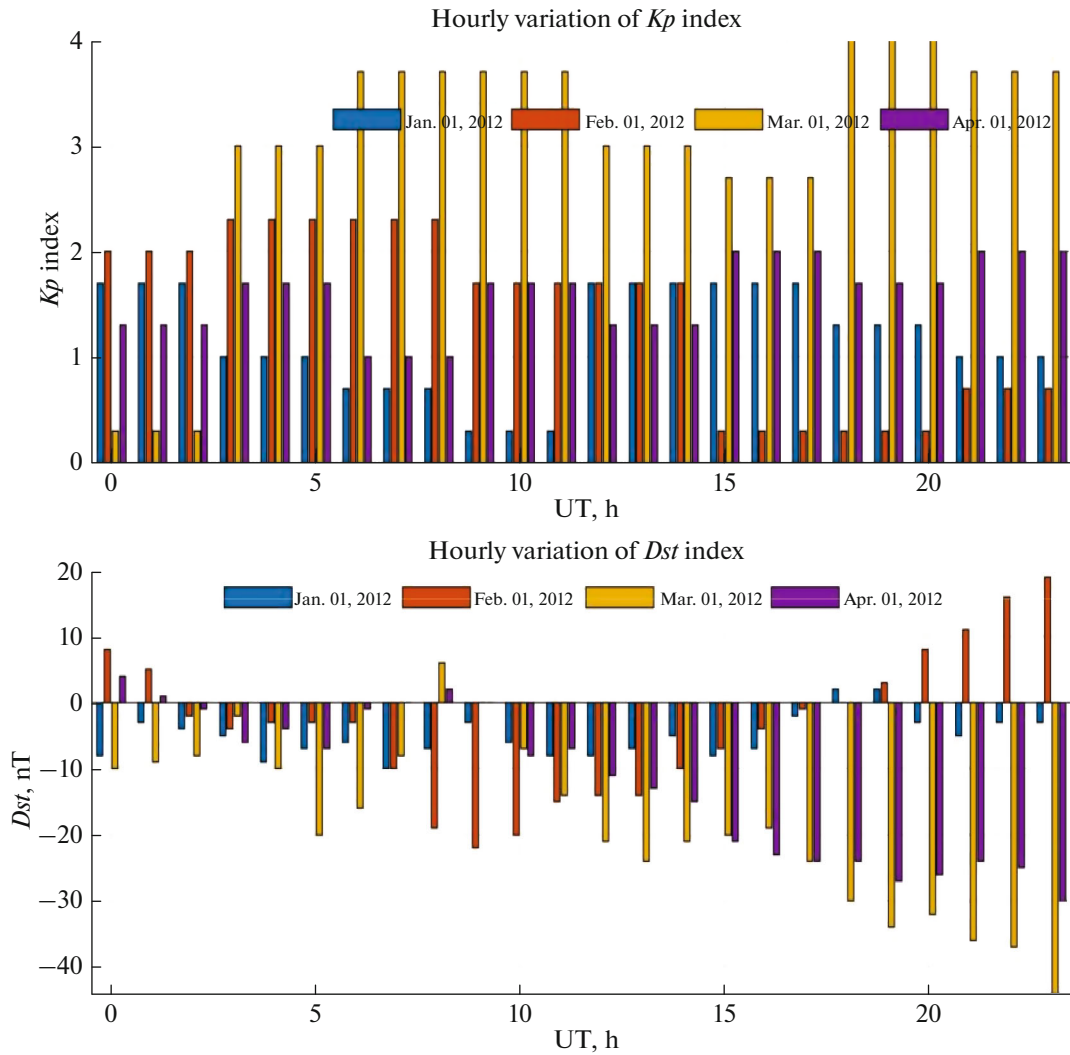 Hourly variation of Kp index
4
Jan. 01, 2012 Feb. 01, 2012 Mar. 01, 2012 Apr. 01, 2012
3
2
Kp index
1
0
0 5 10 15 20
UT, h
Hourly variation of Dst index
20
Jan. 01, 2012 Feb. 01, 2012 Mar. 01, 2012 Apr. 01, 2012
10
0
−10
Dst, nT
−20
−30
−40
0 5 10 15 20
UT, h